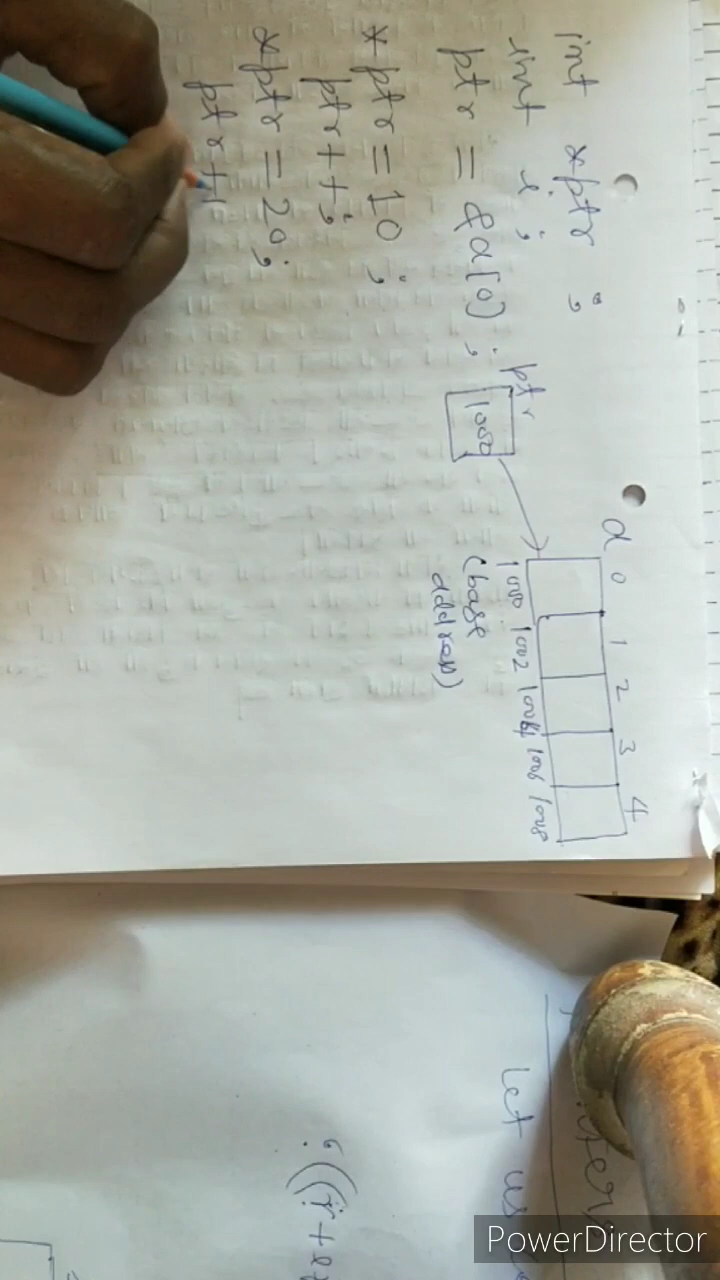 int *ptr ;
int i ;
ptr = &a[0] ;
*ptr = 10 ;
ptr++;
*ptr = 20;
ptr+
ptr
1000
a
0 1 2 3 4
1000 1002 1004 1006 1008
(base
address)
let us
PowerDirector